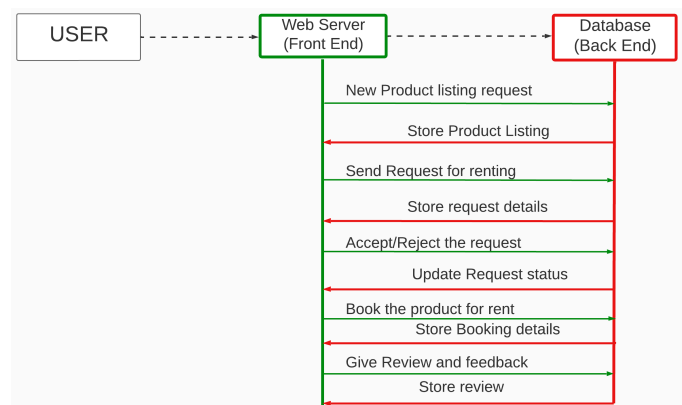 USER
Web Server
(Front End)
Database
(Back End)
New Product listing request
Store Product Listing
Send Request for renting
Store request details
Accept/Reject the request
Update Request status
Book the product for rent
Store Booking details
Give Review and feedback
Store review